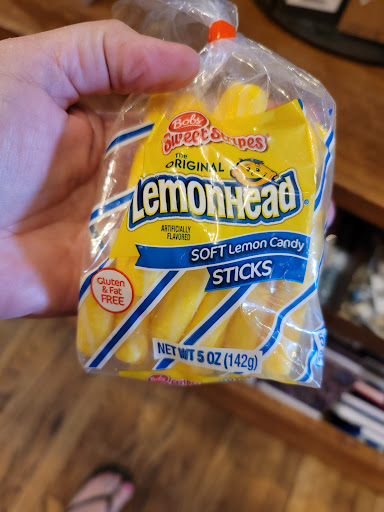 Bobs
Sweet Stripes
The
ORIGINAL
LemonHead
ARTIFICIALLY
FLAVORED
SOFT Lemon Candy
STICKS
Gluten
& Fat
FREE
NET WT 5 OZ (142g)